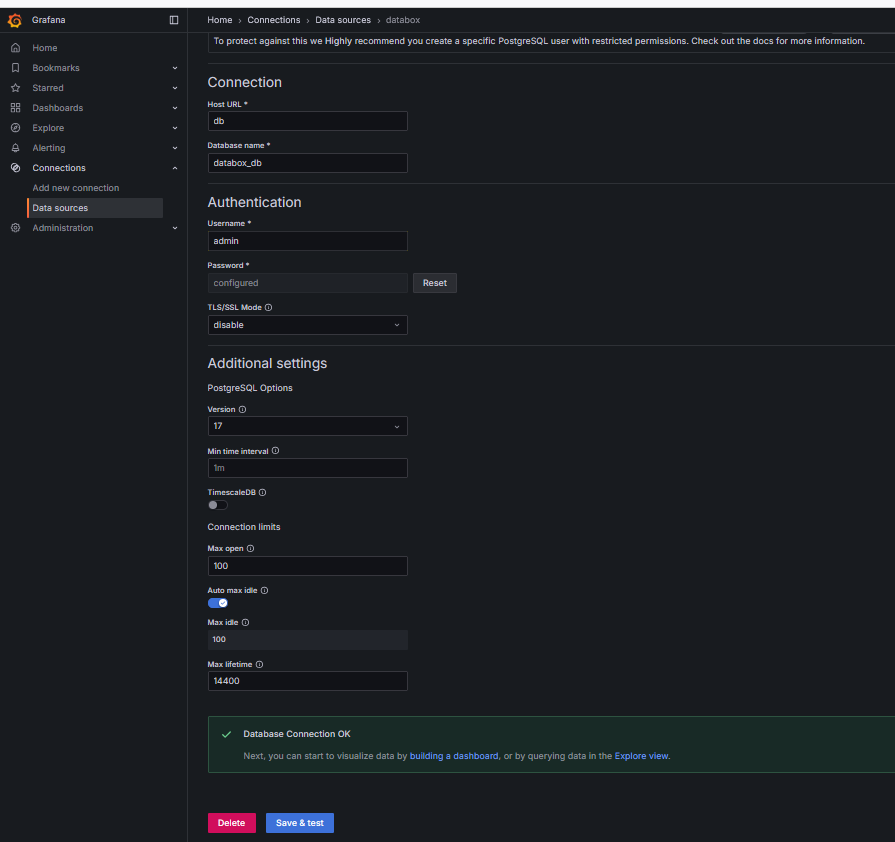 Grafana
Home › Connections › Data sources › databox
Home
Bookmarks
Starred
Dashboards
Explore
Alerting
Connections
Add new connection
Data sources
Administration
To protect against this we Highly recommend you create a specific PostgreSQL user with restricted permissions. Check out the docs for more information.
Connection
Host URL *
db
Database name *
databox_db
Authentication
Username *
admin
Password *
configured
Reset
TLS/SSL Mode
disable
Additional settings
PostgreSQL Options
Version
17
Min time interval
1m
TimescaleDB
Connection limits
Max open
100
Auto max idle
Max idle
100
Max lifetime
14400
Database Connection OK
Next, you can start to visualize data by building a dashboard, or by querying data in the Explore view.
Delete
Save & test